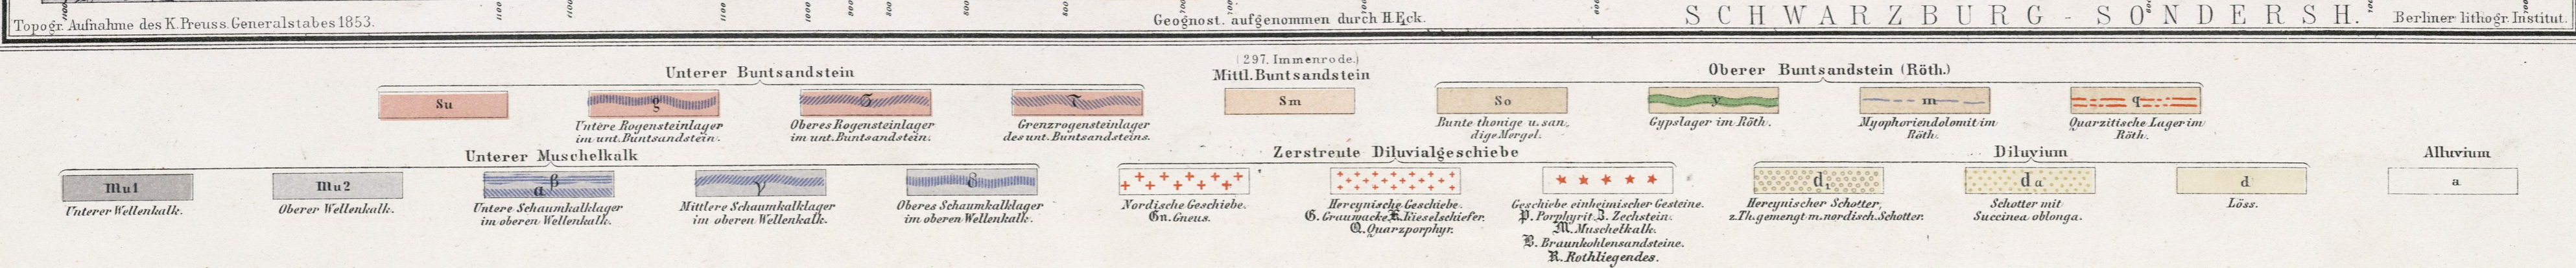 Topogr. Aufnahme des K. Preuss. Generalstabes 1853.
Geognost. aufgenommen durch H. Eck.
SCHWARZBURG - SONDERSH.
Berliner lithogr. Institut.
Unterer Buntsandstein
Su
g
Untere Rogensteinlager
im unt. Buntsandstein.
Oberes Rogensteinlager
im unt. Buntsandstein.
Grenzrogensteinlager
des unt. Buntsandsteins.
(297. Immenrode.)
Mittl. Buntsandstein
Sm
Oberer Buntsandstein (Röth.)
So
Bunte thonige u. san-
dige Mergel.
y
Gypslager im Röth.
m
Myophoriendolomit im
Röth.
q
Quarzitische Lager im
Röth.
Unterer Muschelkalk
Mu1
Unterer Wellenkalk.
Mu2
Oberer Wellenkalk.
α β
Untere Schaumkalklager
im oberen Wellenkalk.
γ
Mittlere Schaumkalklager
im oberen Wellenkalk.
δ
Oberes Schaumkalklager
im oberen Wellenkalk.
Zerstreute Diluvialgeschiebe
Nordische Geschiebe.
Gn. Gneus.
Hercynische Geschiebe.
G. Grauwacke K. Kieselschiefer.
Q. Quarzporphyr.
Geschiebe einheimischer Gesteine.
P. Porphyrit Z. Zechstein.
M. Muschelkalk.
B. Braunkohlensandsteine.
R. Rothliegendes.
Diluvium
d₁
Hercynischer Schotter,
z. Th. gemengt m. nordisch. Schotter.
da
Schotter mit
Succinea oblonga.
d
Löss.
Alluvium
a